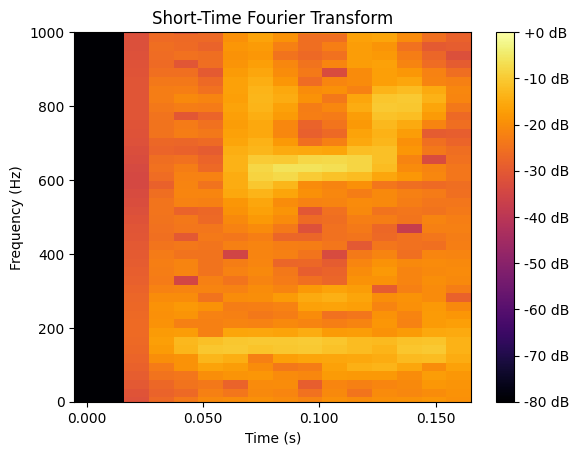 Short-Time Fourier Transform
1000
800
600
400
200
0
Frequency (Hz)
0.000
0.050
0.100
0.150
Time (s)
+0 dB
-10 dB
-20 dB
-30 dB
-40 dB
-50 dB
-60 dB
-70 dB
-80 dB